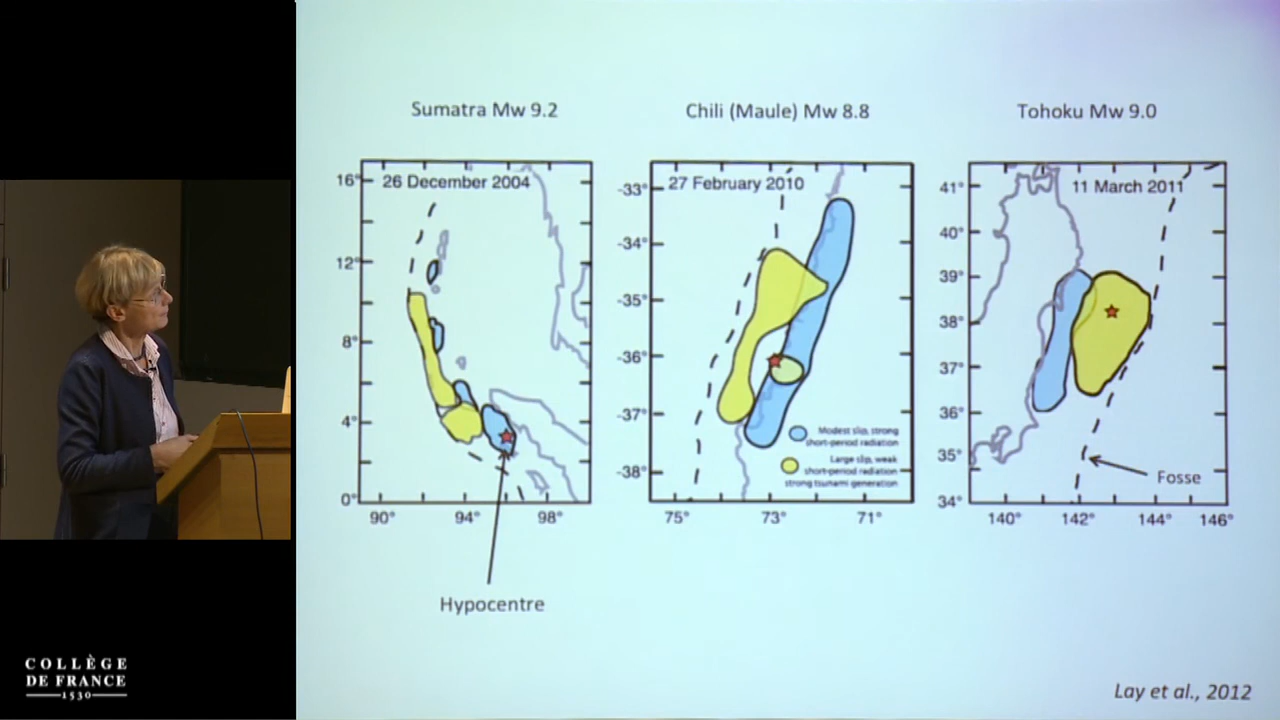 Sumatra Mw 9.2
Chili (Maule) Mw 8.8
Tohoku Mw 9.0
26 December 2004
16°
12°
8°
4°
0°
90°
94°
98°
Hypocentre
27 February 2010
-33°
-34°
-35°
-36°
-37°
-38°
75°
73°
71°
Modest slip, strong
short-period radiation
Large slip, weak
short-period radiation
strong tsunami generation
11 March 2011
41°
40°
39°
38°
37°
36°
35°
34°
140°
142°
144°
146°
Fosse
Lay et al., 2012
COLLÈGE
DE FRANCE
1530